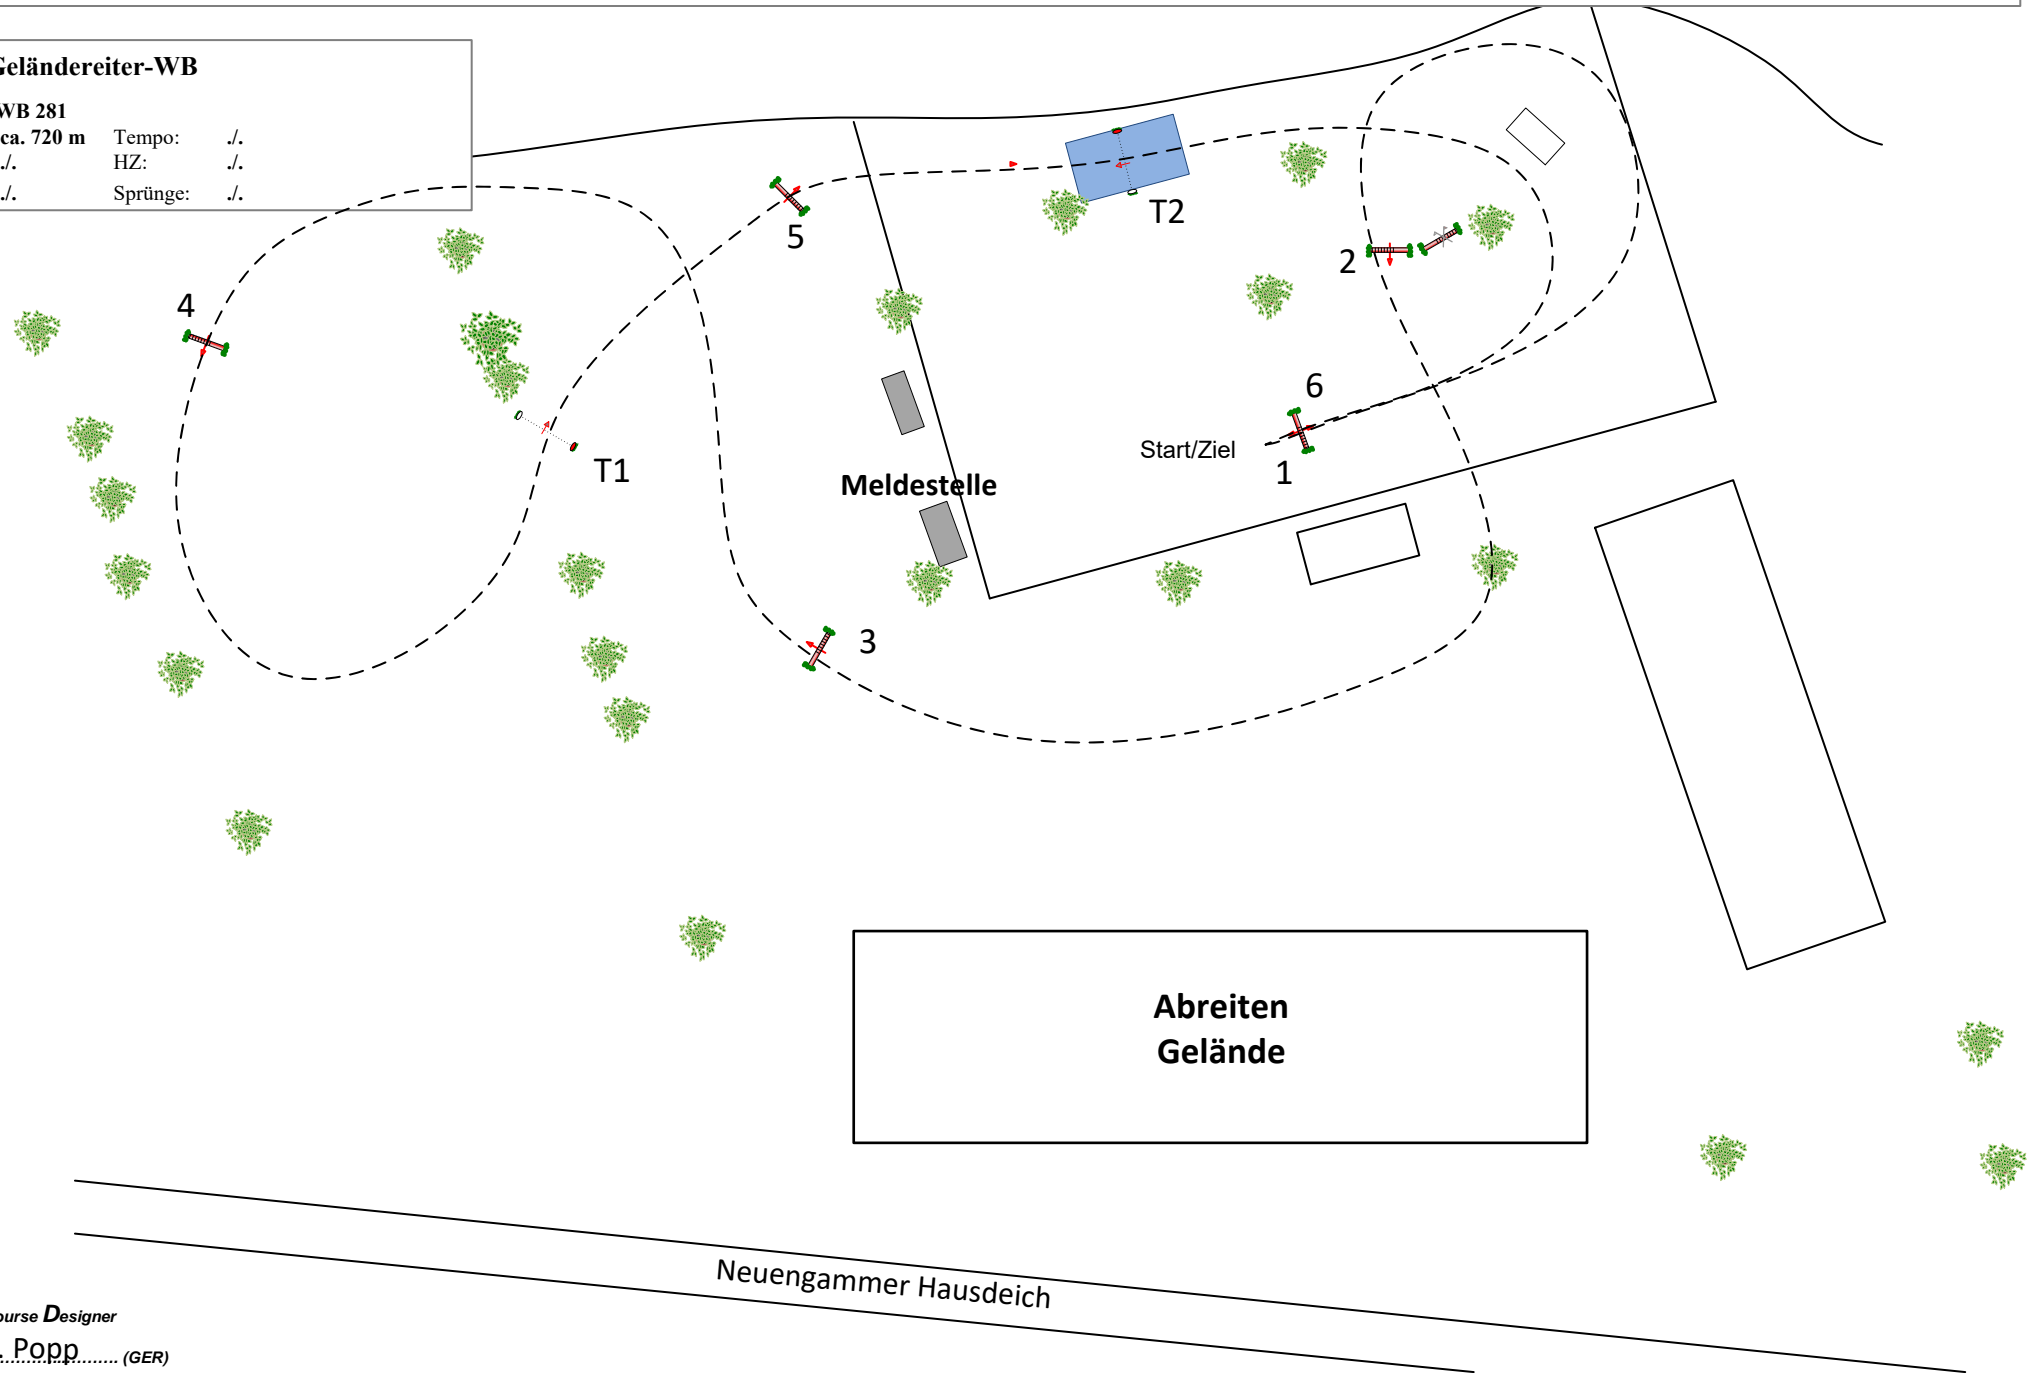 Geländereiter-WB
WB 281
ca. 720 m Tempo: ./.
./. HZ: ./.
./. Sprünge: ./.
5
T2
2
4
6
Start/Ziel
1
T1
Meldestelle
3
Abreiten
Gelände
Neuengammer Hausdeich
ourse Designer
. Popp (GER)